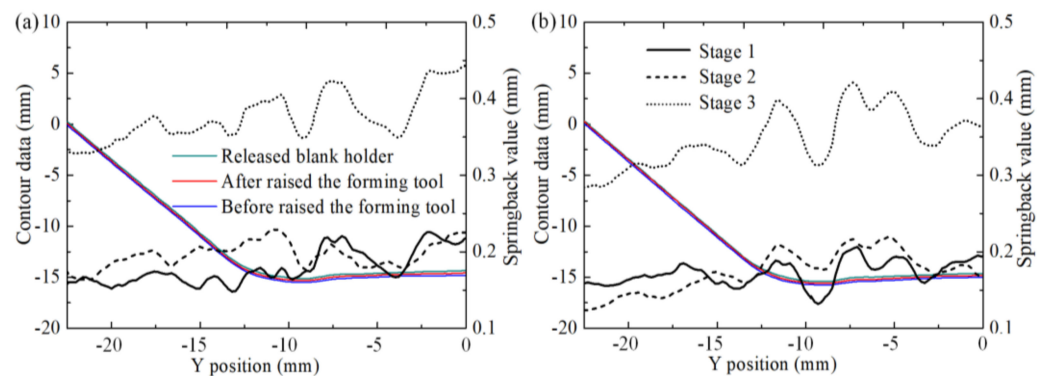 (a)
10
5
0
-5
-10
-15
-20
Contour data (mm)
Released blank holder
After raised the forming tool
Before raised the forming tool
0.5
0.4
0.3
0.2
0.1
Springback value (mm)
-20
-15
-10
-5
0
Y position (mm)
(b)
10
5
0
-5
-10
-15
-20
Contour data (mm)
Stage 1
Stage 2
Stage 3
0.5
0.4
0.3
0.2
0.1
Springback value (mm)
-20
-15
-10
-5
0
Y position (mm)